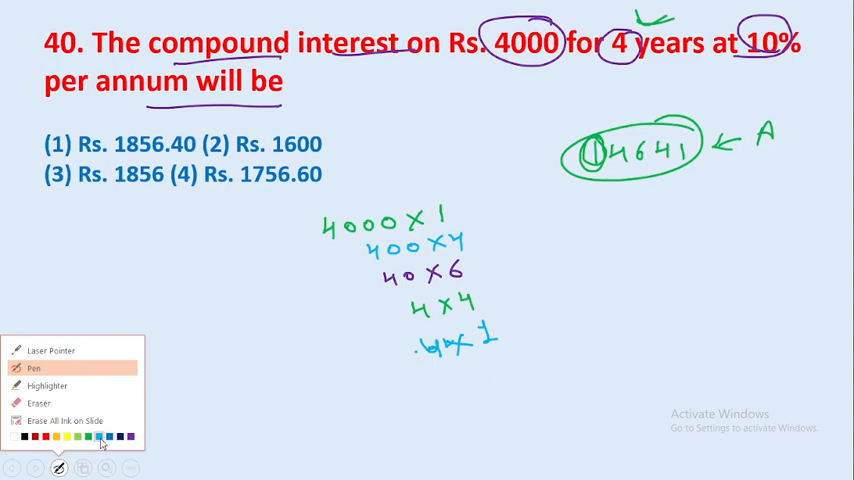 40. The compound interest on Rs. 4000 for 4 years at 10%
per annum will be
(1) Rs. 1856.40 (2) Rs. 1600
(3) Rs. 1856 (4) Rs. 1756.60
14641 ← A
4000 × 1
400 × 4
40 × 6
4 × 4
.4 × 1
Laser Pointer
Pen
Highlighter
Eraser
Erase All Ink on Slide
Activate Windows
Go to Settings to activate Windows.